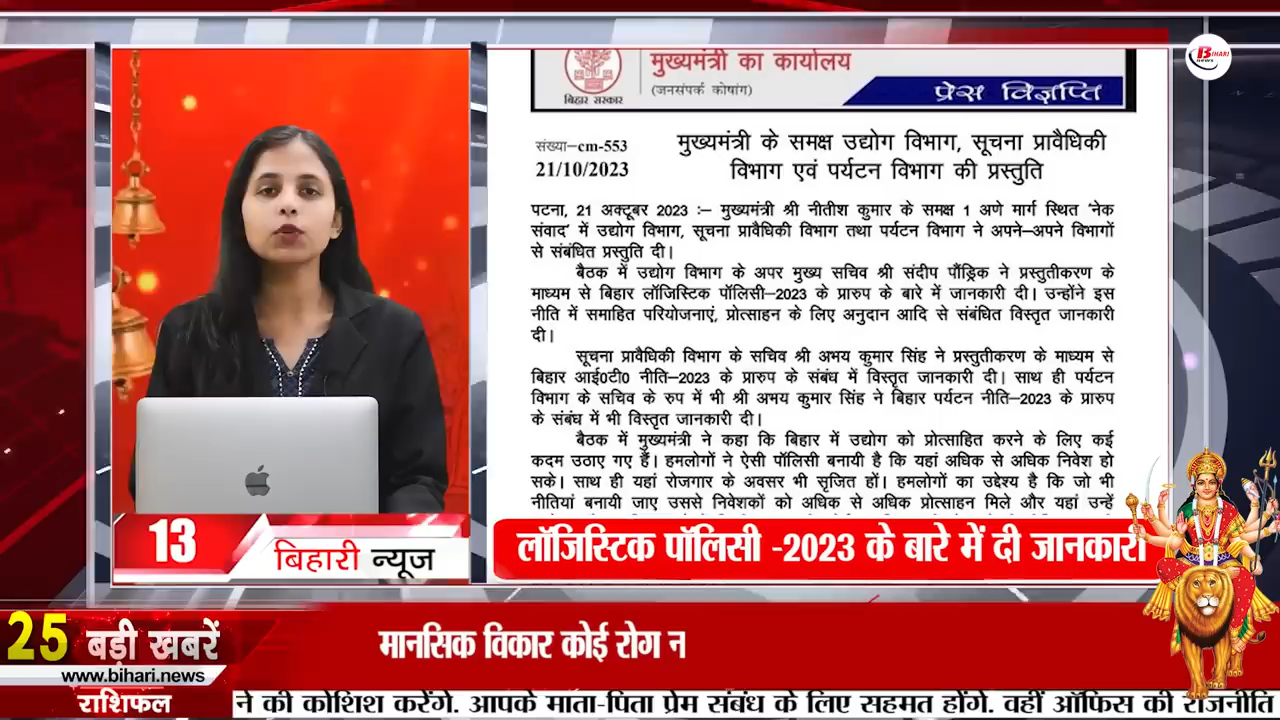 BIHARI
news
मुख्यमंत्री का कार्यालय
(जनसंपर्क कोषांग)
बिहार सरकार
प्रेस विज्ञप्ति
संख्या–cm-553
21/10/2023
मुख्यमंत्री के समक्ष उद्योग विभाग, सूचना प्रावैधिकी
विभाग एवं पर्यटन विभाग की प्रस्तुति
पटना, 21 अक्टूबर 2023 :– मुख्यमंत्री श्री नीतीश कुमार के समक्ष 1 अणे मार्ग स्थित 'नेक
संवाद' में उद्योग विभाग, सूचना प्रावैधिकी विभाग तथा पर्यटन विभाग ने अपने–अपने विभागों
से संबंधित प्रस्तुति दी।
बैठक में उद्योग विभाग के अपर मुख्य सचिव श्री संदीप पौंड्रिक ने प्रस्तुतीकरण के
माध्यम से बिहार लॉजिस्टिक पॉलिसी–2023 के प्रारुप के बारे में जानकारी दी। उन्होंने इस
नीति में समाहित परियोजनाएं, प्रोत्साहन के लिए अनुदान आदि से संबंधित विस्तृत जानकारी
दी।
सूचना प्रावैधिकी विभाग के सचिव श्री अभय कुमार सिंह ने प्रस्तुतीकरण के माध्यम से
बिहार आई0टी0 नीति–2023 के प्रारुप के संबंध में विस्तृत जानकारी दी। साथ ही पर्यटन
विभाग के सचिव के रुप में भी श्री अभय कुमार सिंह ने बिहार पर्यटन नीति–2023 के प्रारुप
के संबंध में भी विस्तृत जानकारी दी।
बैठक में मुख्यमंत्री ने कहा कि बिहार में उद्योग को प्रोत्साहित करने के लिए कई
कदम उठाए गए हैं। हमलोगों ने ऐसी पॉलिसी बनायी है कि यहां अधिक से अधिक निवेश हो
सके। साथ ही यहां रोजगार के अवसर भी सृजित हों। हमलोगों का उद्देश्य है कि जो भी
नीतियां बनायी जाए उससे निवेशकों को अधिक से अधिक प्रोत्साहन मिले और यहां उन्हें
13
बिहारी न्यूज
लॉजिस्टिक पॉलिसी -2023 के बारे में दी जानकारी
25 बड़ी खबरें
www.bihari.news
मानसिक विकार कोई रोग न
राशिफल
ने की कोशिश करेंगे. आपके माता-पिता प्रेम संबंध के लिए सहमत होंगे. वहीं ऑफिस की राजनीति